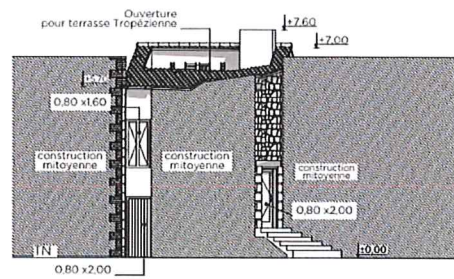 Ouverture
pour terrasse Tropézienne
+7.60
+7.00
0,80 x1,60
construction
mitoyenne
construction
mitoyenne
construction
mitoyenne
0,80 x2,00
TN
±0.00
0,80 x2,00